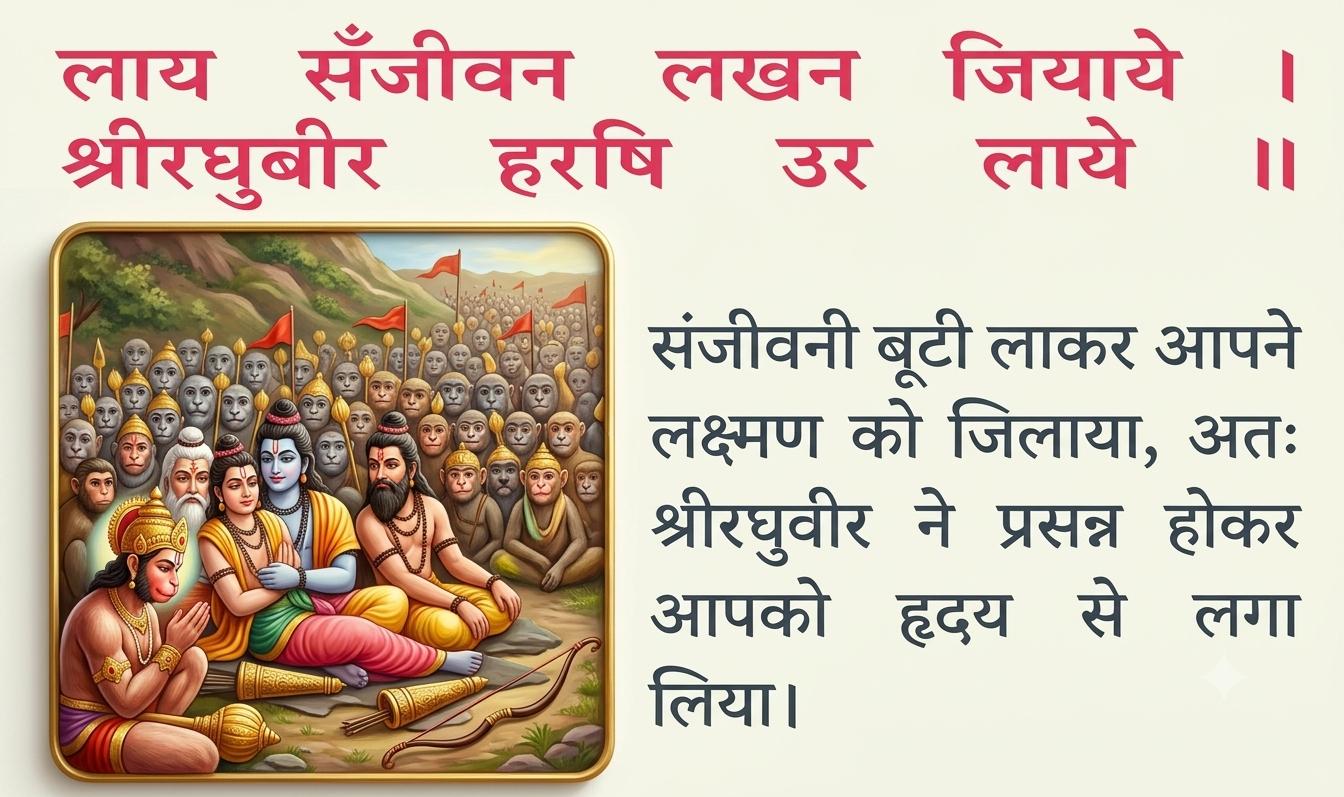 लाय सँजीवन लखन जियाये ।
श्रीरघुबीर हरषि उर लाये ॥
संजीवनी बूटी लाकर आपने
लक्ष्मण को जिलाया, अतः
श्रीरघुवीर ने प्रसन्न होकर
आपको हृदय से लगा
लिया।